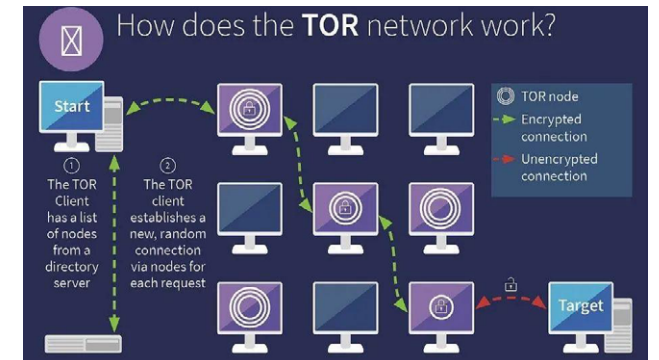 How does the TOR network work?
Start
Target
TOR node
Encrypted
connection
Unencrypted
connection
1
The TOR
Client
has a list
of nodes
from a
directory
server
2
The TOR
client
establishes a
new, random
connection
via nodes for
each request